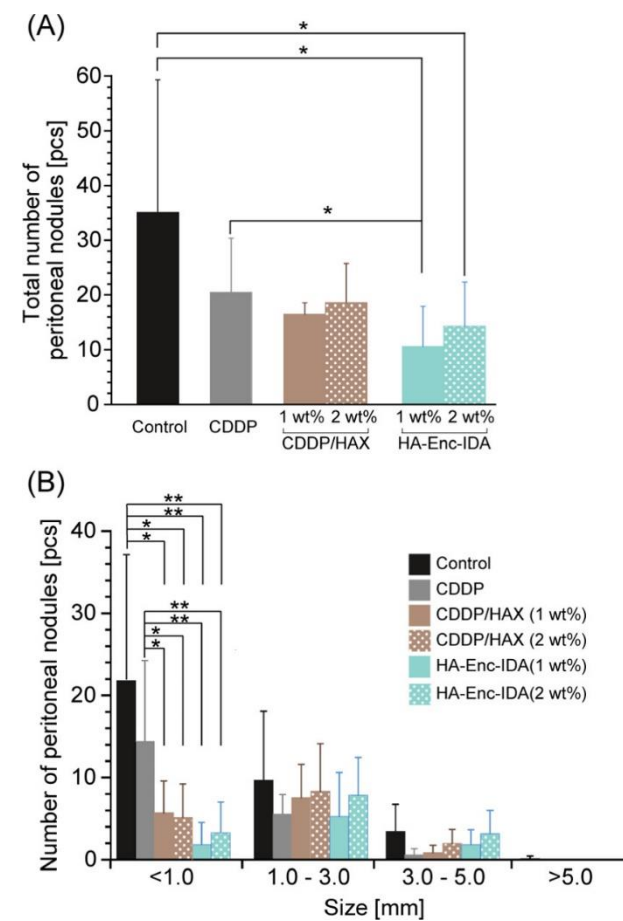 (A)
*
*
*
Total number of
peritoneal nodules [pcs]
60
50
40
30
20
10
0
Control
CDDP
1 wt% 2 wt%
CDDP/HAX
1 wt% 2 wt%
HA-Enc-IDA
(B)
**
**
*
*
**
**
*
*
Number of peritoneal nodules [pcs]
40
30
20
10
0
Control
CDDP
CDDP/HAX (1 wt%)
CDDP/HAX (2 wt%)
HA-Enc-IDA(1 wt%)
HA-Enc-IDA(2 wt%)
<1.0
1.0 - 3.0
3.0 - 5.0
>5.0
Size [mm]